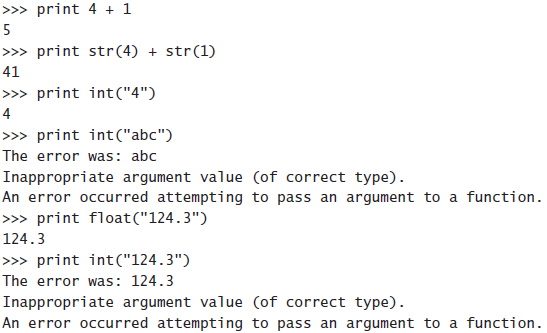 >>> print 4 + 1
5
>>> print str(4) + str(1)
41
>>> print int("4")
4
>>> print int("abc")
The error was: abc
Inappropriate argument value (of correct type).
An error occurred attempting to pass an argument to a function.
>>> print float("124.3")
124.3
>>> print int("124.3")
The error was: 124.3
Inappropriate argument value (of correct type).
An error occurred attempting to pass an argument to a function.